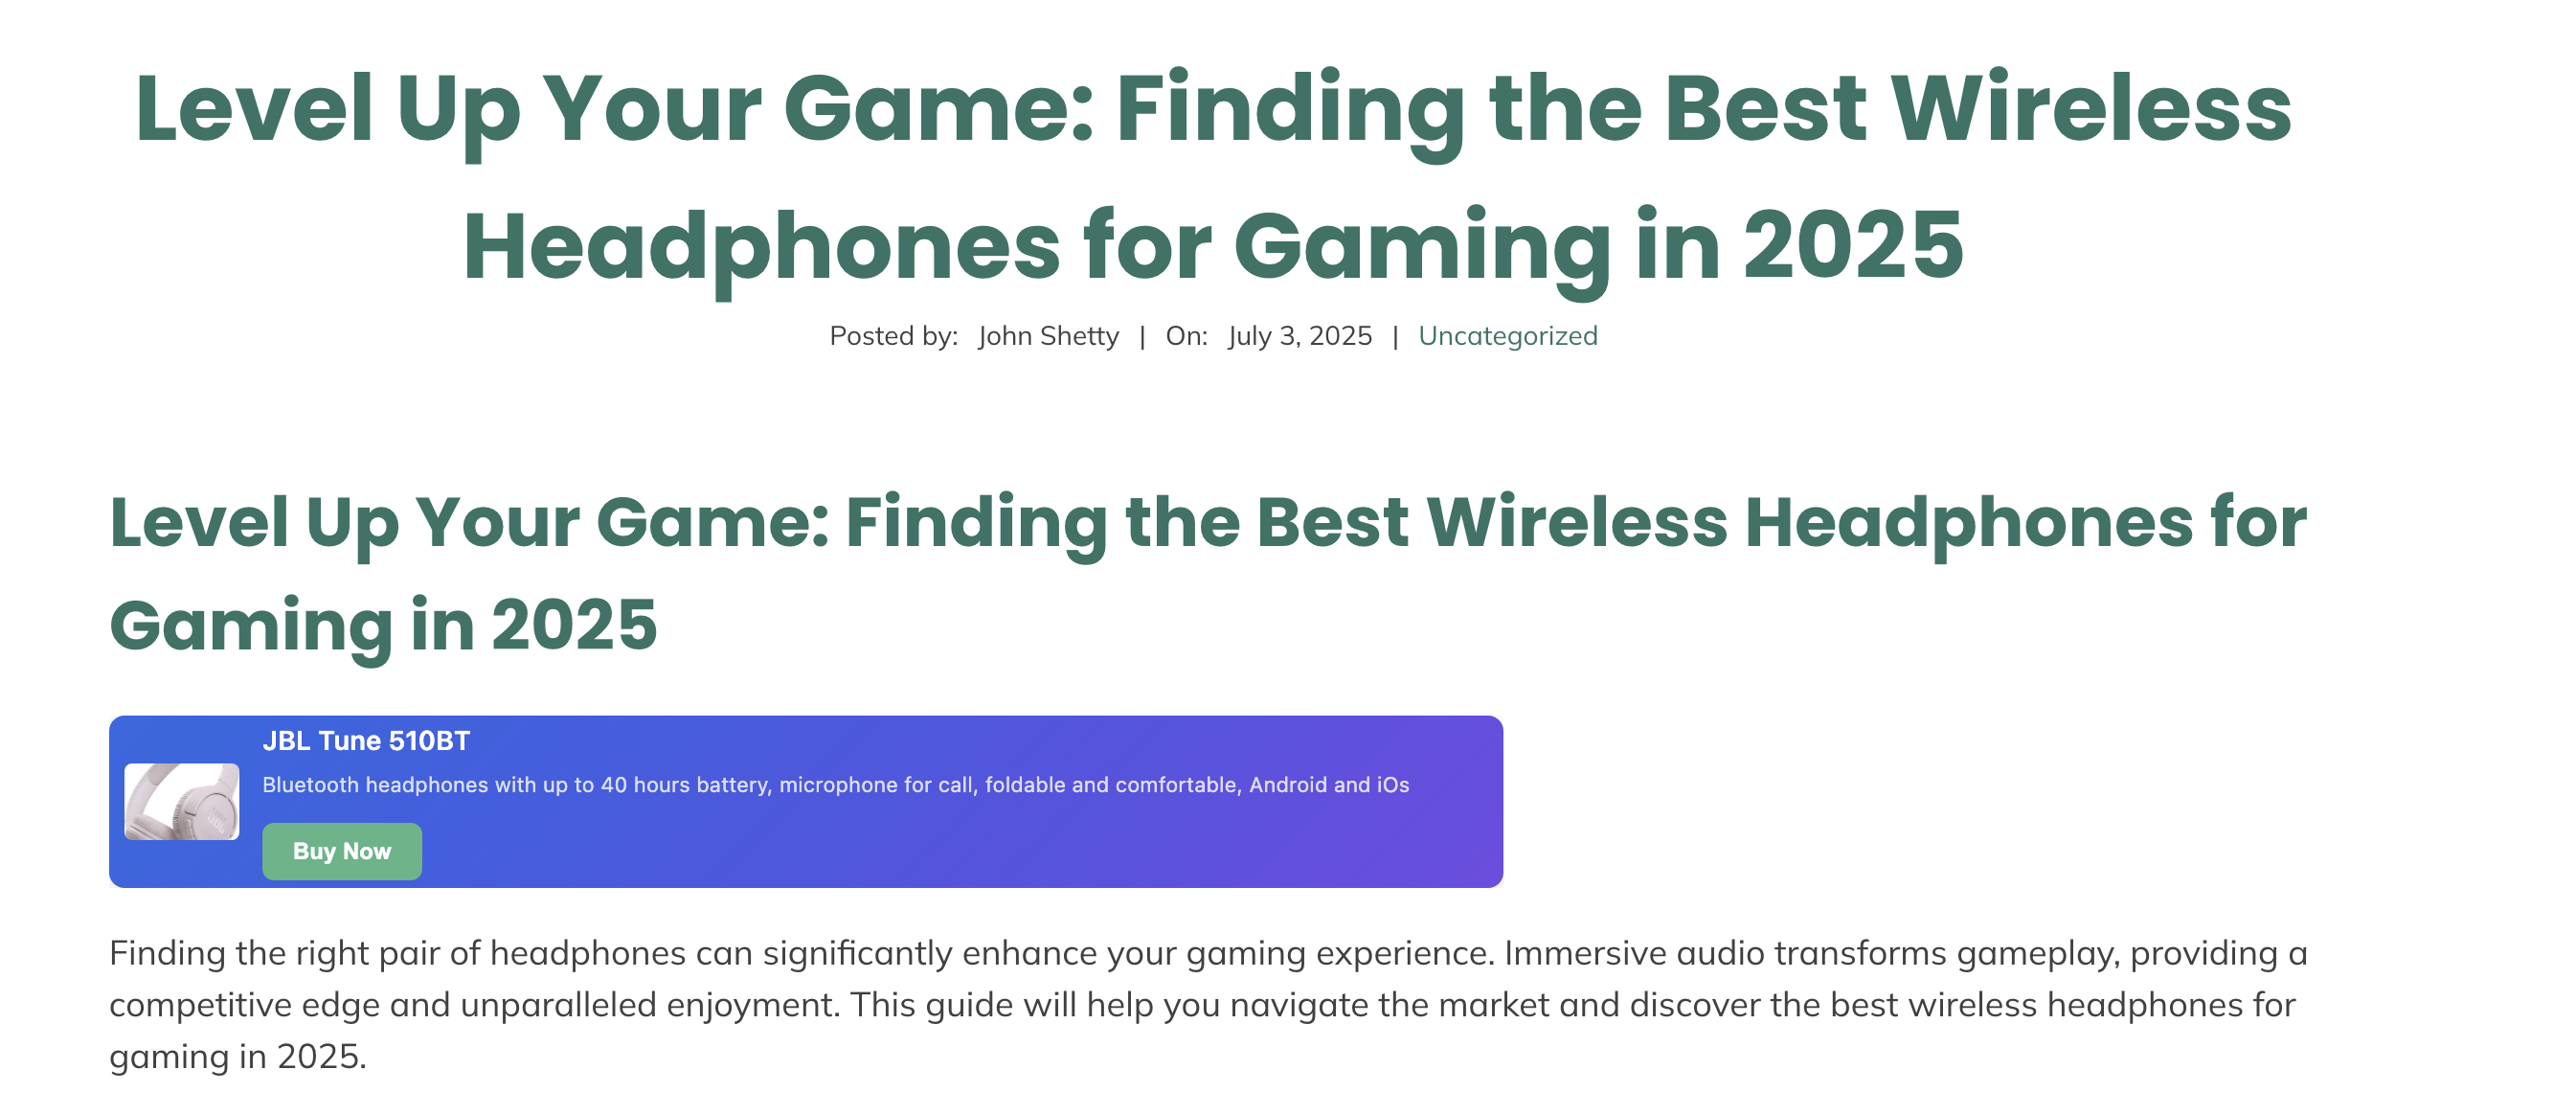 Level Up Your Game: Finding the Best Wireless
Headphones for Gaming in 2025
Posted by: John Shetty | On: July 3, 2025 | Uncategorized
Level Up Your Game: Finding the Best Wireless Headphones for
Gaming in 2025
JBL Tune 510BT
Bluetooth headphones with up to 40 hours battery, microphone for call, foldable and comfortable, Android and iOs
JBL
Buy Now
Finding the right pair of headphones can significantly enhance your gaming experience. Immersive audio transforms gameplay, providing a
competitive edge and unparalleled enjoyment. This guide will help you navigate the market and discover the best wireless headphones for
gaming in 2025.